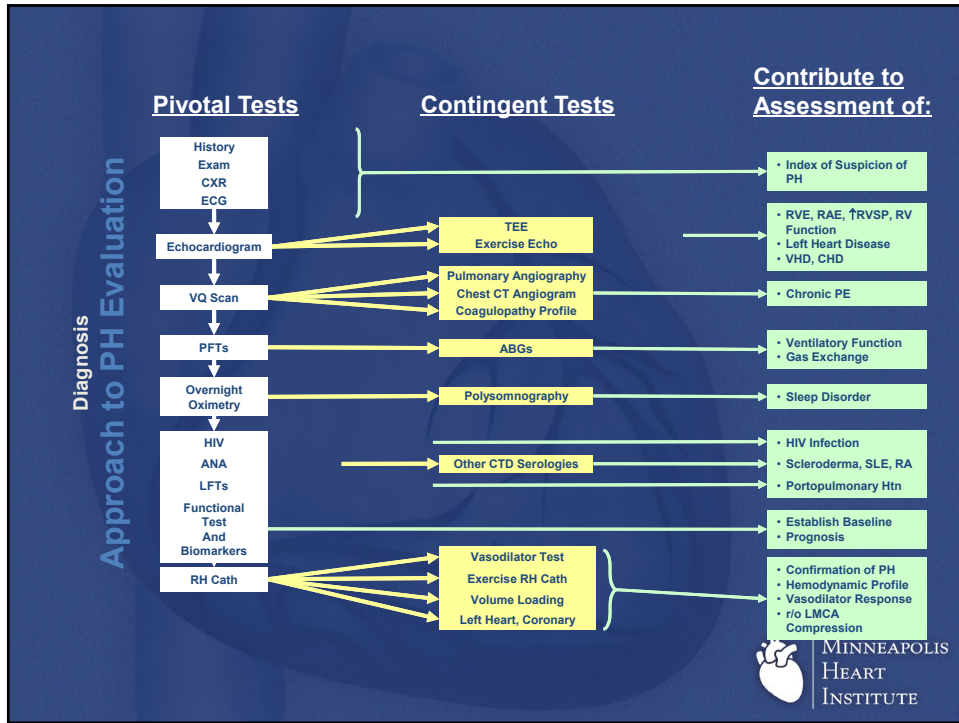 Diagnosis
Approach to PH Evaluation
Pivotal Tests
Contingent Tests
Contribute to
Assessment of:
History
Exam
CXR
ECG
• Index of Suspicion of
PH
Echocardiogram
TEE
Exercise Echo
• RVE, RAE, ↑RVSP, RV
Function
• Left Heart Disease
• VHD, CHD
VQ Scan
Pulmonary Angiography
Chest CT Angiogram
Coagulopathy Profile
• Chronic PE
PFTs
ABGs
• Ventilatory Function
• Gas Exchange
Overnight
Oximetry
Polysomnography
• Sleep Disorder
HIV
• HIV Infection
ANA
Other CTD Serologies
• Scleroderma, SLE, RA
LFTs
• Portopulmonary Htn
Functional
Test
And
Biomarkers
• Establish Baseline
• Prognosis
RH Cath
Vasodilator Test
Exercise RH Cath
Volume Loading
Left Heart, Coronary
• Confirmation of PH
• Hemodynamic Profile
• Vasodilator Response
• r/o LMCA
Compression
MINNEAPOLIS
HEART
INSTITUTE